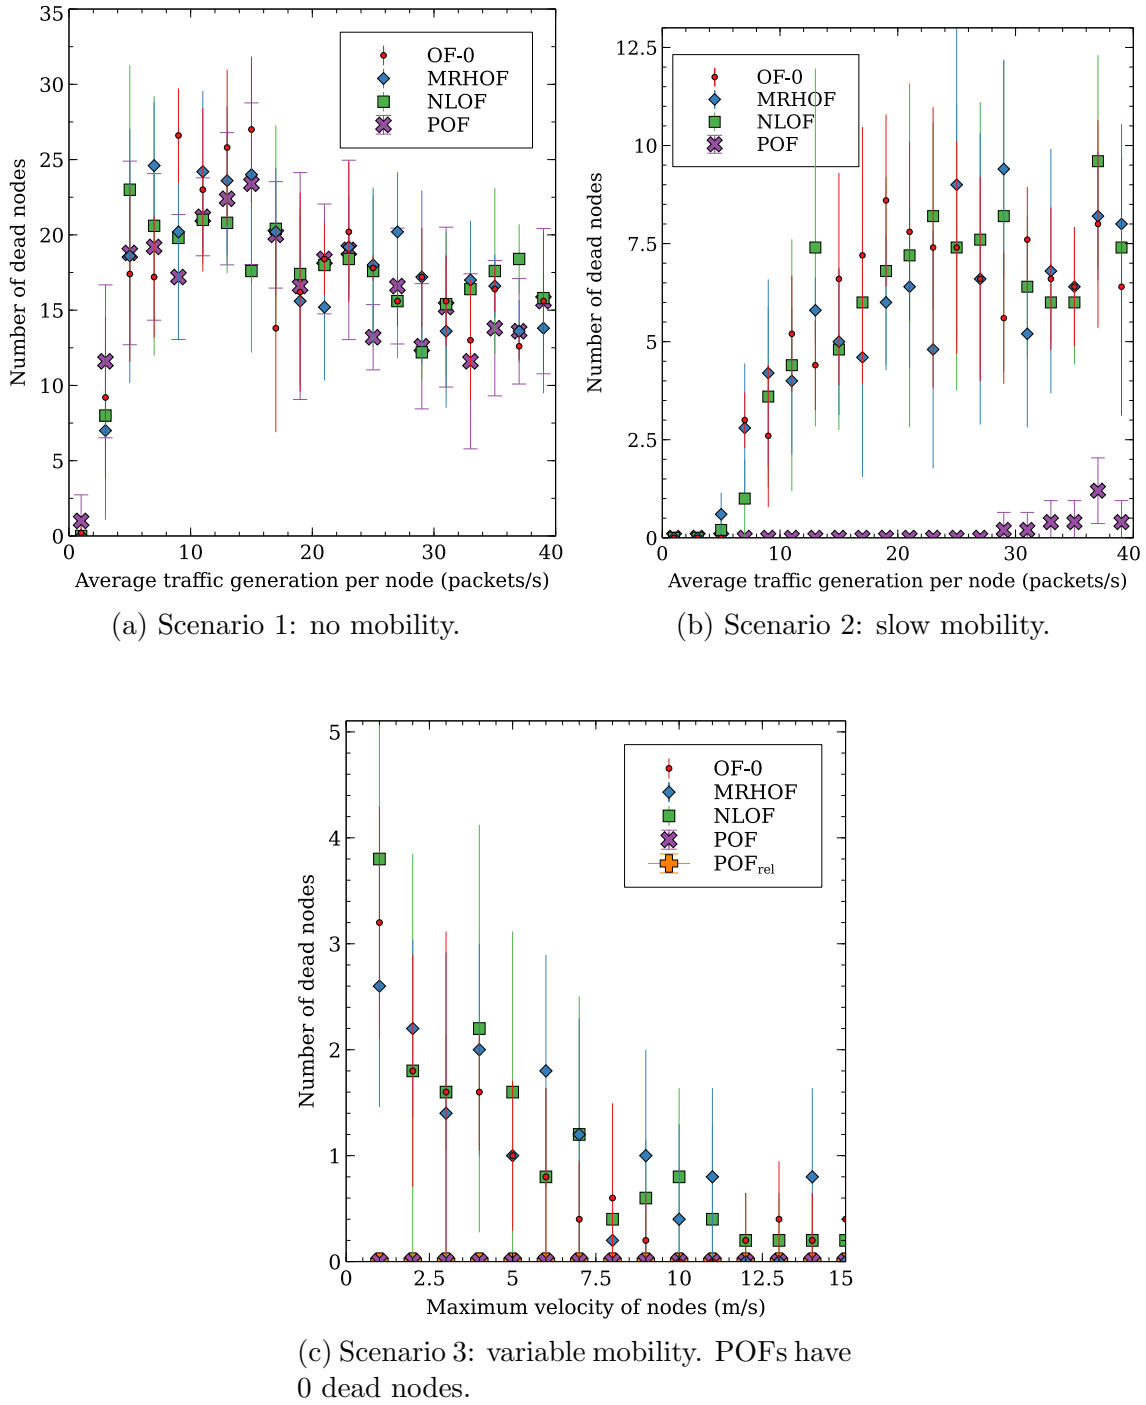 35
30
25
20
15
10
5
0
Number of dead nodes
OF-0
MRHOF
NLOF
POF
0 10 20 30 40
Average traffic generation per node (packets/s)
(a) Scenario 1: no mobility.
12.5
10
7.5
5
2.5
0
Number of dead nodes
OF-0
MRHOF
NLOF
POF
0 10 20 30 40
Average traffic generation per node (packets/s)
(b) Scenario 2: slow mobility.
5
4
3
2
1
0
Number of dead nodes
OF-0
MRHOF
NLOF
POF
POFrel
0 2.5 5 7.5 10 12.5 15
Maximum velocity of nodes (m/s)
(c) Scenario 3: variable mobility. POFs have
0 dead nodes.